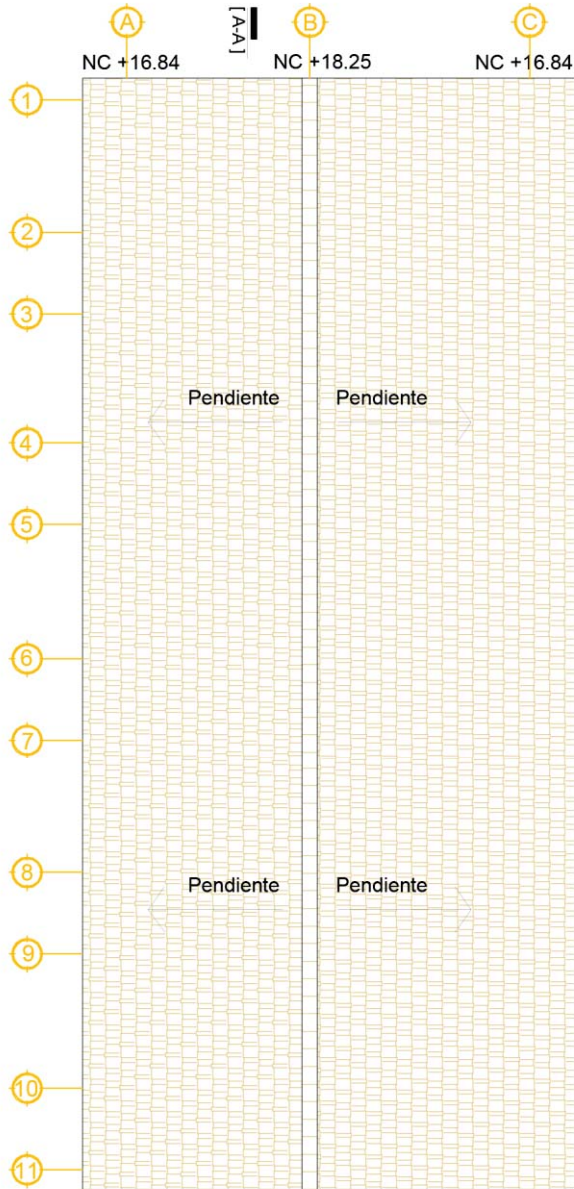 A
[ A-A ]
B
C
NC +16.84
NC +18.25
NC +16.84
1
2
3
Pendiente
Pendiente
4
5
6
7
8
Pendiente
Pendiente
9
10
11